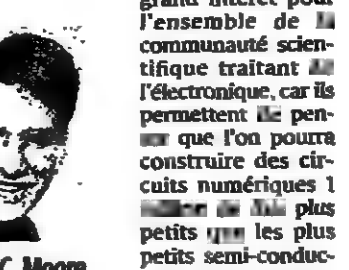 grand intérêt pour
l'ensemble de
communauté scien-
tifique traitant
l'électronique, car ils
permettent pen-
que l'on pourra
construire des cir-
cuits numériques 1
plus
petits les plus
petits semi-conduc-
C. Moore